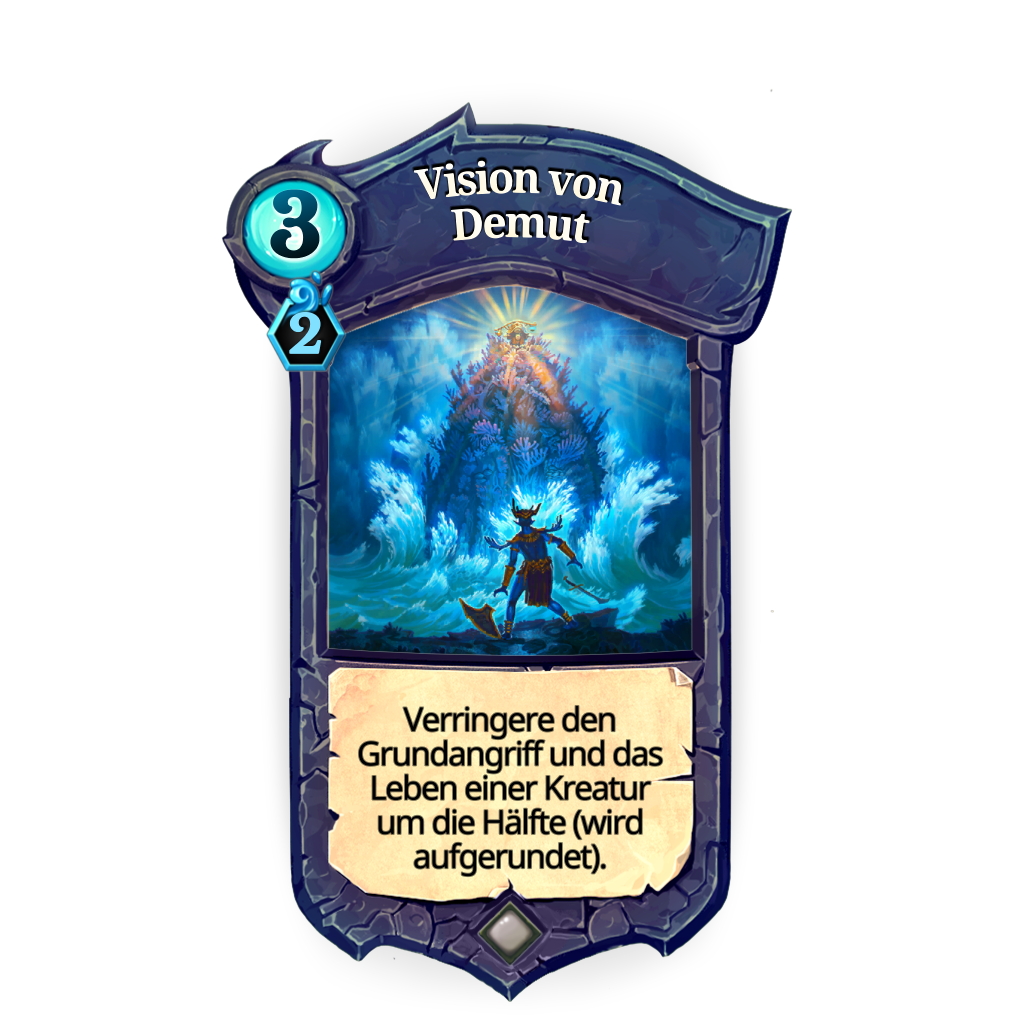 3
Vision von
Demut
2
Verringere den
Grundangriff und das
Leben einer Kreatur
um die Hälfte (wird
aufgerundet).